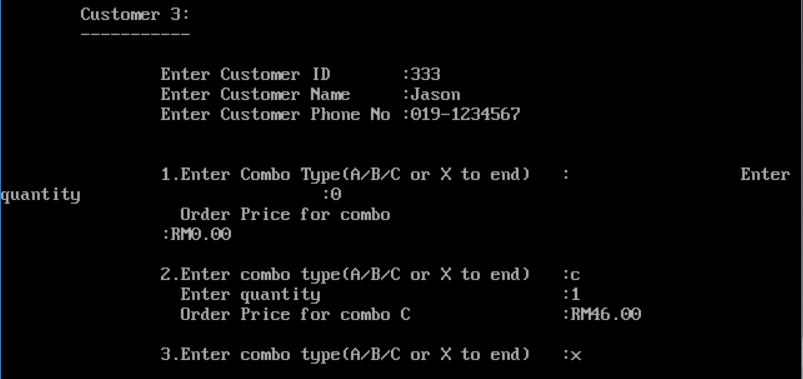 Customer 3:
-----------
Enter Customer ID :333
Enter Customer Name :Jason
Enter Customer Phone No :019-1234567
1.Enter Combo Type(A/B/C or X to end) : Enter
quantity :0
Order Price for combo
:RM0.00
2.Enter combo type(A/B/C or X to end) :c
Enter quantity :1
Order Price for combo C :RM46.00
3.Enter combo type(A/B/C or X to end) :x